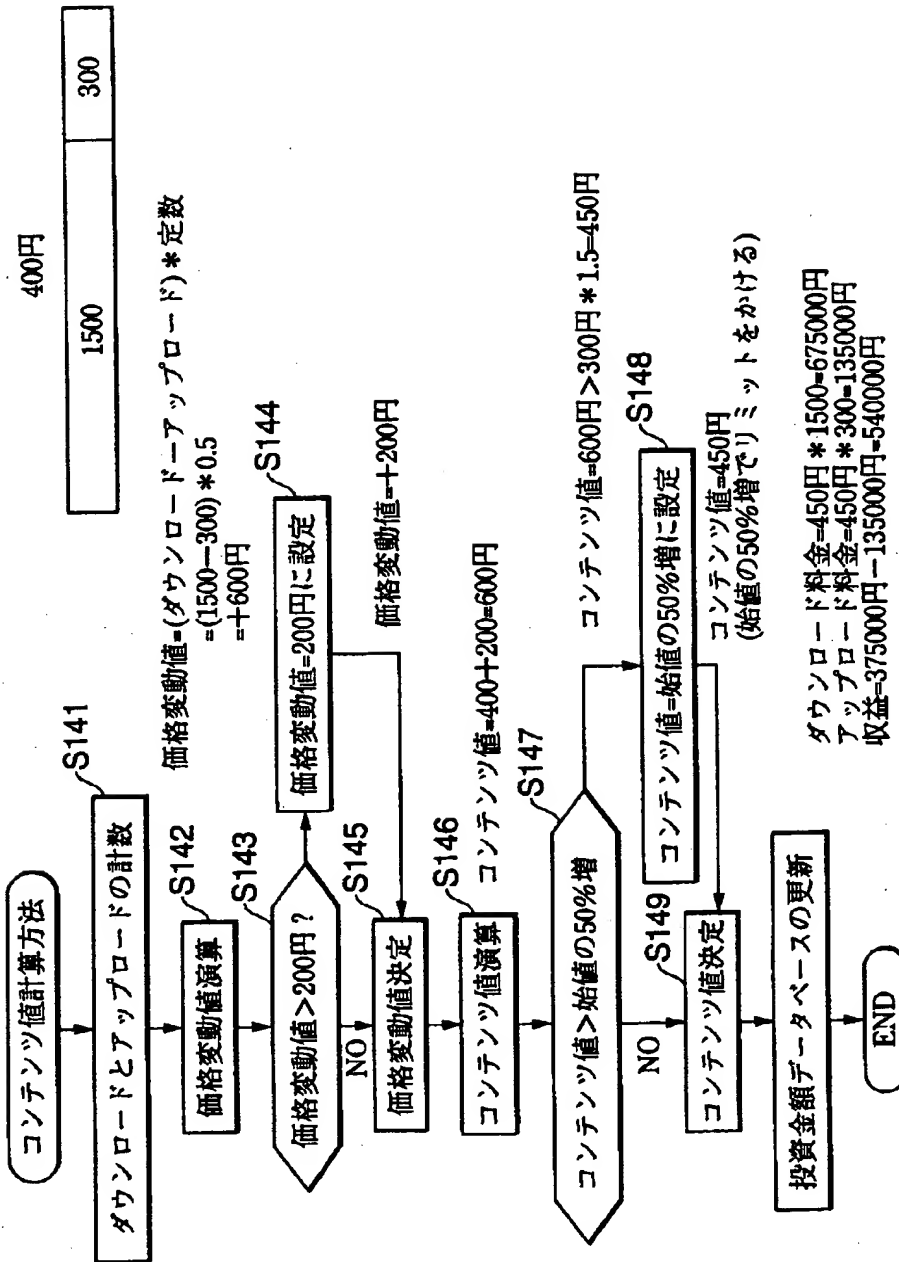 400円
1500
300
コンテンツ値計算方法
S141
ダウンロードとアップロードの計数
価格変動値=(ダウンロードーアップロード)*定数
=(1500-300)*0.5
=+600円
S142
価格変動値演算
S143
価格変動値>200円?
S144
価格変動値=200円に設定
NO
S145
価格変動値=+200円
価格変動値決定
S146
コンテンツ値演算
コンテンツ値=400+200=600円
S147
コンテンツ値>始値の50%増
コンテンツ値=600円>300円*1.5=450円
S148
コンテンツ値=始値の50%増に設定
NO
S149
コンテンツ値=450円
(始値の50%増でリミットをかける)
コンテンツ値決定
投資金額データベースの更新
ダウンロード料金=450円*1500=675000円
アップロード料金=450円*300=135000円
収益=375000円-135000円=540000円
END